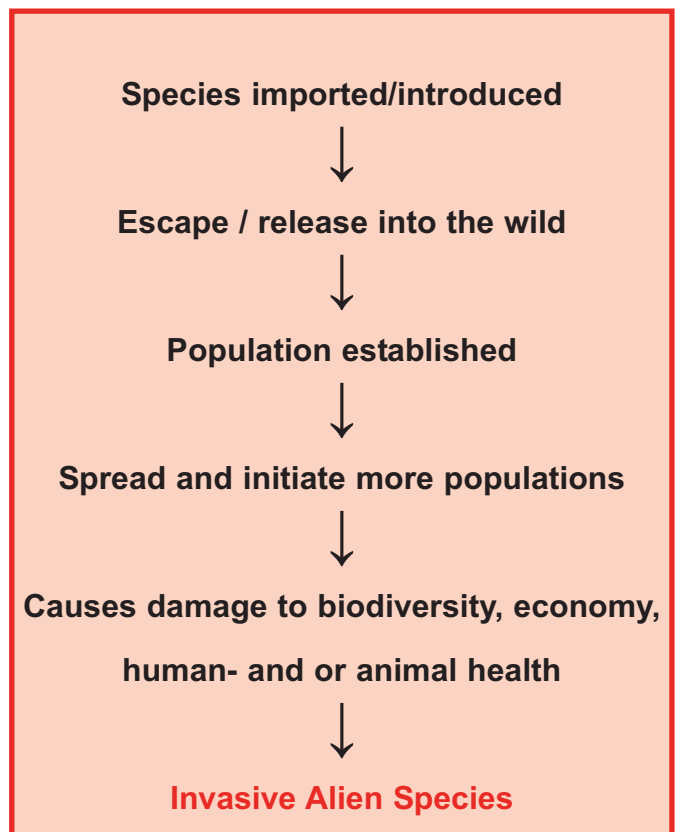 Species imported/introduced
Escape / release into the wild
Population established
Spread and initiate more populations
Causes damage to biodiversity, economy,
human- and or animal health
Invasive Alien Species